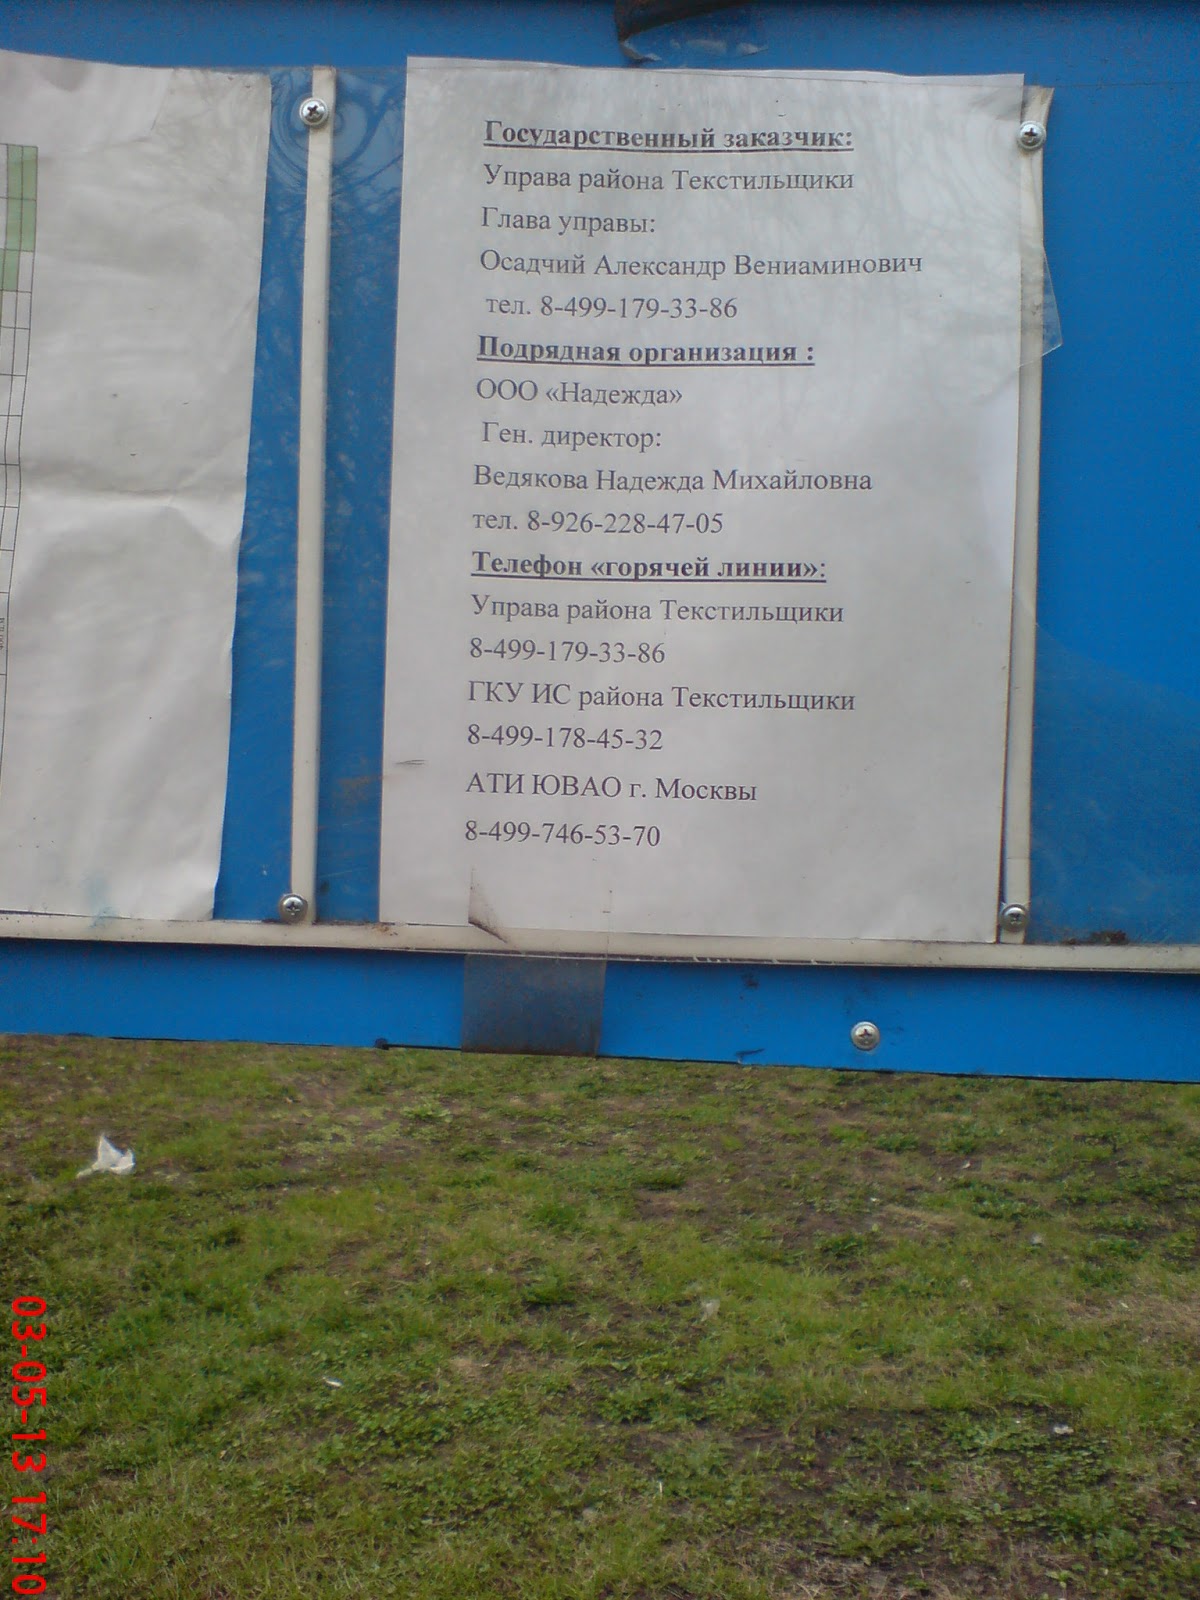 Государственный заказчик:
Управа района Текстильщики
Глава управы:
Осадчий Александр Вениаминович
тел. 8-499-179-33-86
Подрядная организация :
ООО «Надежда»
Ген. директор:
Ведякова Надежда Михайловна
тел. 8-926-228-47-05
Телефон «горячей линии»:
Управа района Текстильщики
8-499-179-33-86
ГКУ ИС района Текстильщики
8-499-178-45-32
АТИ ЮВАО г. Москвы
8-499-746-53-70
03-05-13 17:10